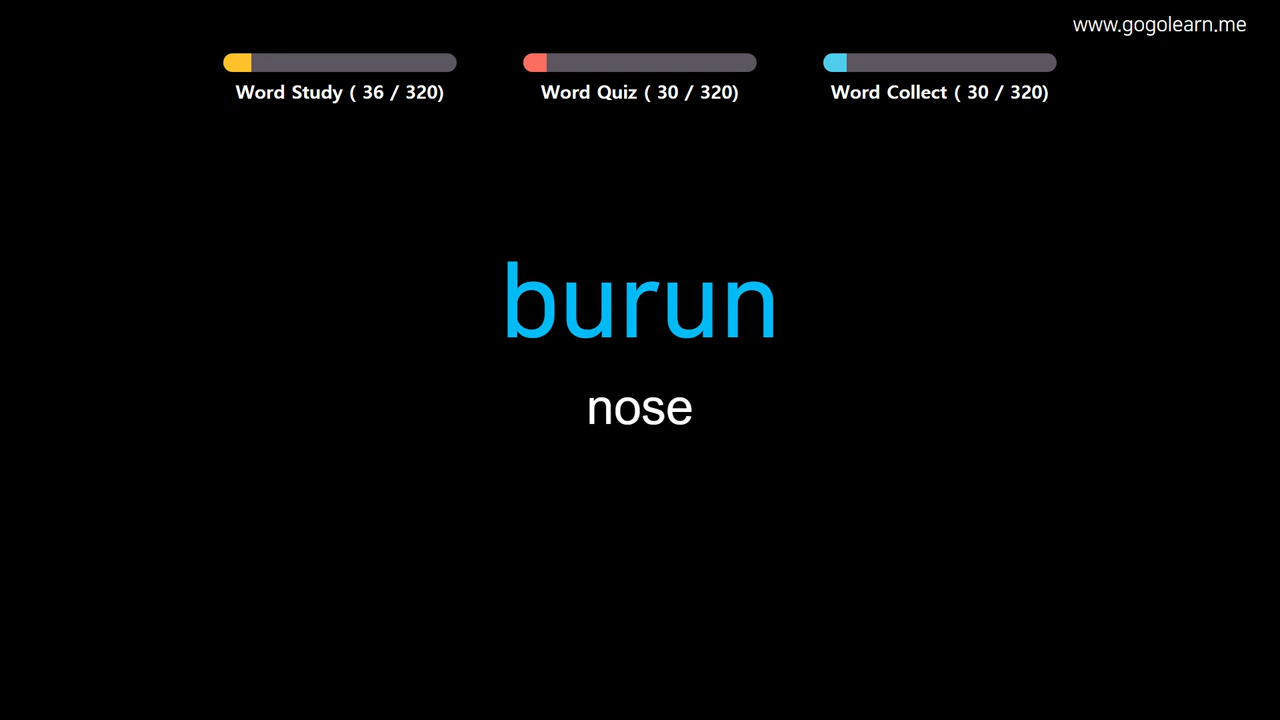 www.gogolearn.me
Word Study ( 36 / 320)
Word Quiz ( 30 / 320)
Word Collect ( 30 / 320)
burun
nose